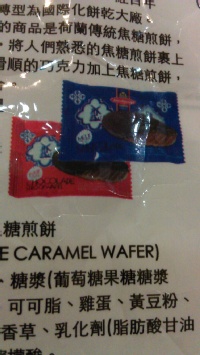 轉型為國際化餅乾大廠，
的商品是荷蘭傳統焦糖煎餅，
，將人們熟悉的焦糖煎餅裹上
滑順的巧克力加上焦糖煎餅，
CHOCOLATE
糖煎餅
E CARAMEL WAFER)
、糖漿(葡萄糖果糖糖漿
、可可脂、雞蛋、黃豆粉、
香草、乳化劑(脂肪酸甘油